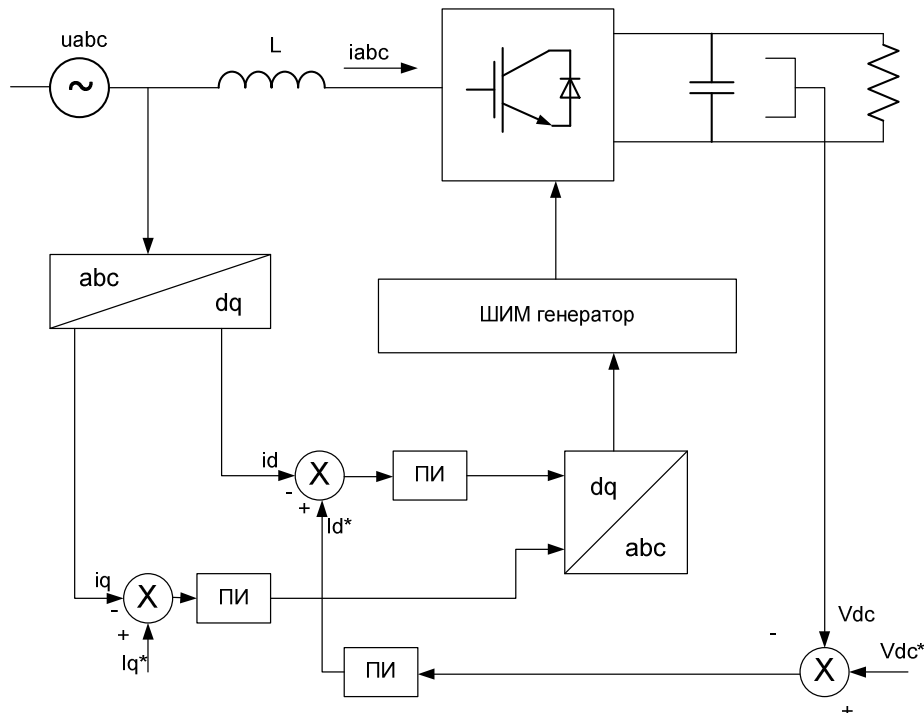 uabc
L
iabc
~
abc
dq
ШИМ генератор
id
-
+
X
Id*
ПИ
dq
abc
iq
-
+
X
Iq*
ПИ
ПИ
-
Vdc
X
Vdc*
+